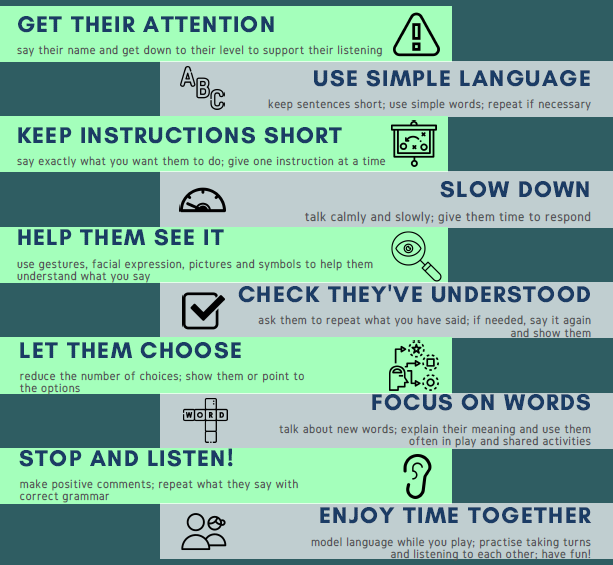 GET THEIR ATTENTION
say their name and get down to their level to support their listening
A
B
C
USE SIMPLE LANGUAGE
keep sentences short; use simple words; repeat if necessary
KEEP INSTRUCTIONS SHORT
say exactly what you want them to do; give one instruction at a time
SLOW DOWN
talk calmly and slowly; give them time to respond
HELP THEM SEE IT
use gestures, facial expression, pictures and symbols to help them
understand what you say
CHECK THEY'VE UNDERSTOOD
ask them to repeat what you have said; if needed, say it again
and show them
LET THEM CHOOSE
reduce the number of choices; show them or point to
the options
WORD
FOCUS ON WORDS
talk about new words; explain their meaning and use them
often in play and shared activities
STOP AND LISTEN!
make positive comments; repeat what they say with
correct grammar
ENJOY TIME TOGETHER
model language while you play; practise taking turns
and listening to each other; have fun!